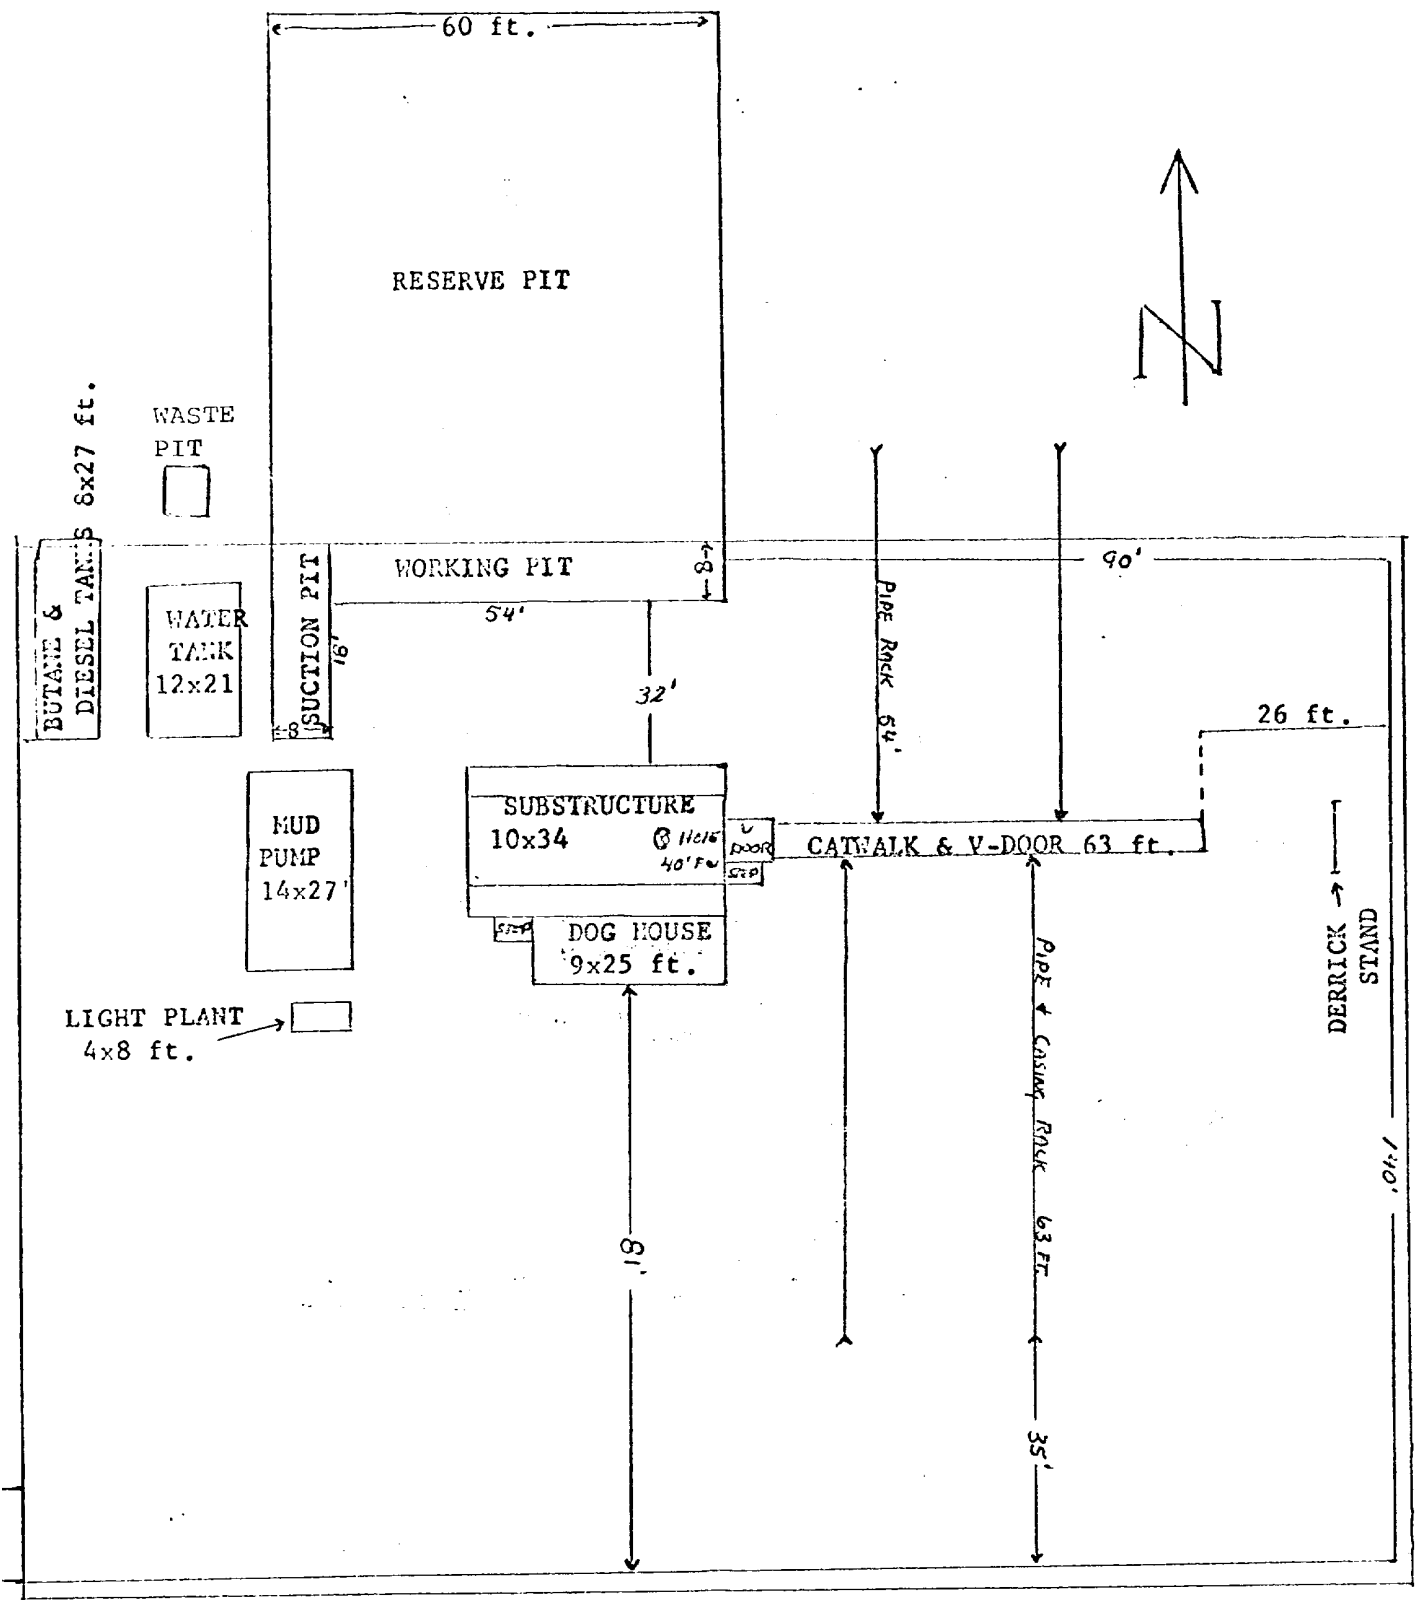 60 ft.
RESERVE PIT
N
WASTE
PIT
BUTANE &
DIESEL TANKS 8x27 ft.
WATER
TANK
12x21
SUCTION PIT
16'
8
WORKING PIT
8
54'
32'
90'
PIPE RACK 54'
26 ft.
SUBSTRUCTURE
10x34
HOLE
40' FW
V
DOOR
STEP
CATWALK & V-DOOR 63 ft.
MUD
PUMP
14x27'
STEP
DOG HOUSE
9x25 ft.
DERRICK
STAND
LIGHT PLANT
4x8 ft.
PIPE & CASING RACK 63 FT.
140'
81'
35'